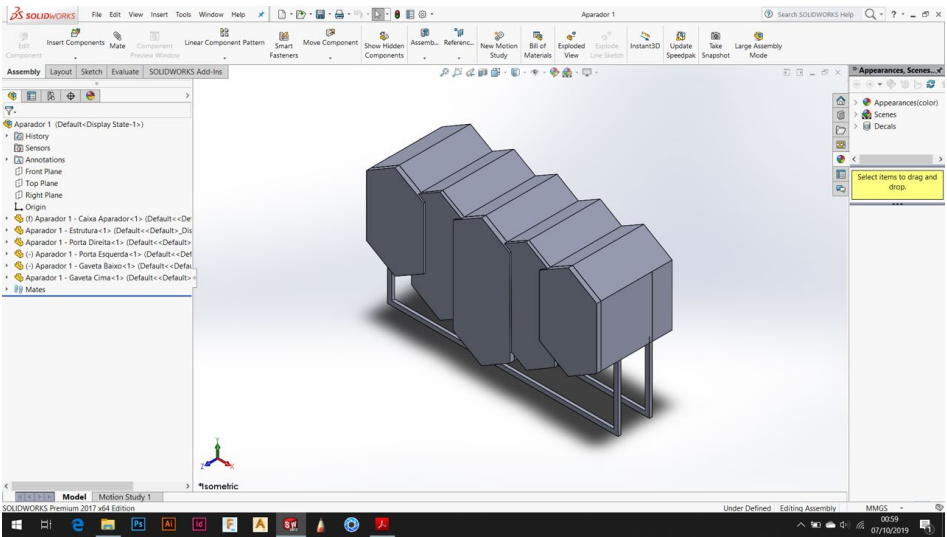 SOLIDWORKS File Edit View Insert Tools Window Help Aparador 1 Search SOLIDWORKS Help
Edit Component
Insert Components
Mate
Component Preview Window
Linear Component Pattern
Smart Fasteners
Move Component
Show Hidden Components
Assemb...
Referenc...
New Motion Study
Bill of Materials
Exploded View
Explode Line Sketch
Instant3D
Update Speedpak
Take Snapshot
Large Assembly Mode
Assembly Layout Sketch Evaluate SOLIDWORKS Add-Ins
Aparador 1 (Default<Display State-1>)
History
Sensors
Annotations
Front Plane
Top Plane
Right Plane
Origin
(f) Aparador 1 - Caixa Aparador<1> (Default<<De
Aparador 1 - Estrutura<1> (Default<<Default>_Dis
Aparador 1 - Porta Direita<1> (Default<<Default>
(-) Aparador 1 - Porta Esquerda<1> (Default<<Def
(-) Aparador 1 - Gaveta Baixo<1> (Default<<Defau
Aparador 1 - Gaveta Cima<1> (Default<<Default>
Mates
Appearances, Scenes...
Appearances(color)
Scenes
Decals
Select items to drag and
drop.
Y
Z X
*Isometric
Model Motion Study 1
SOLIDWORKS Premium 2017 x64 Edition Under Defined Editing Assembly MMGS
Ps Ai Id F A SW
00:59
07/10/2019